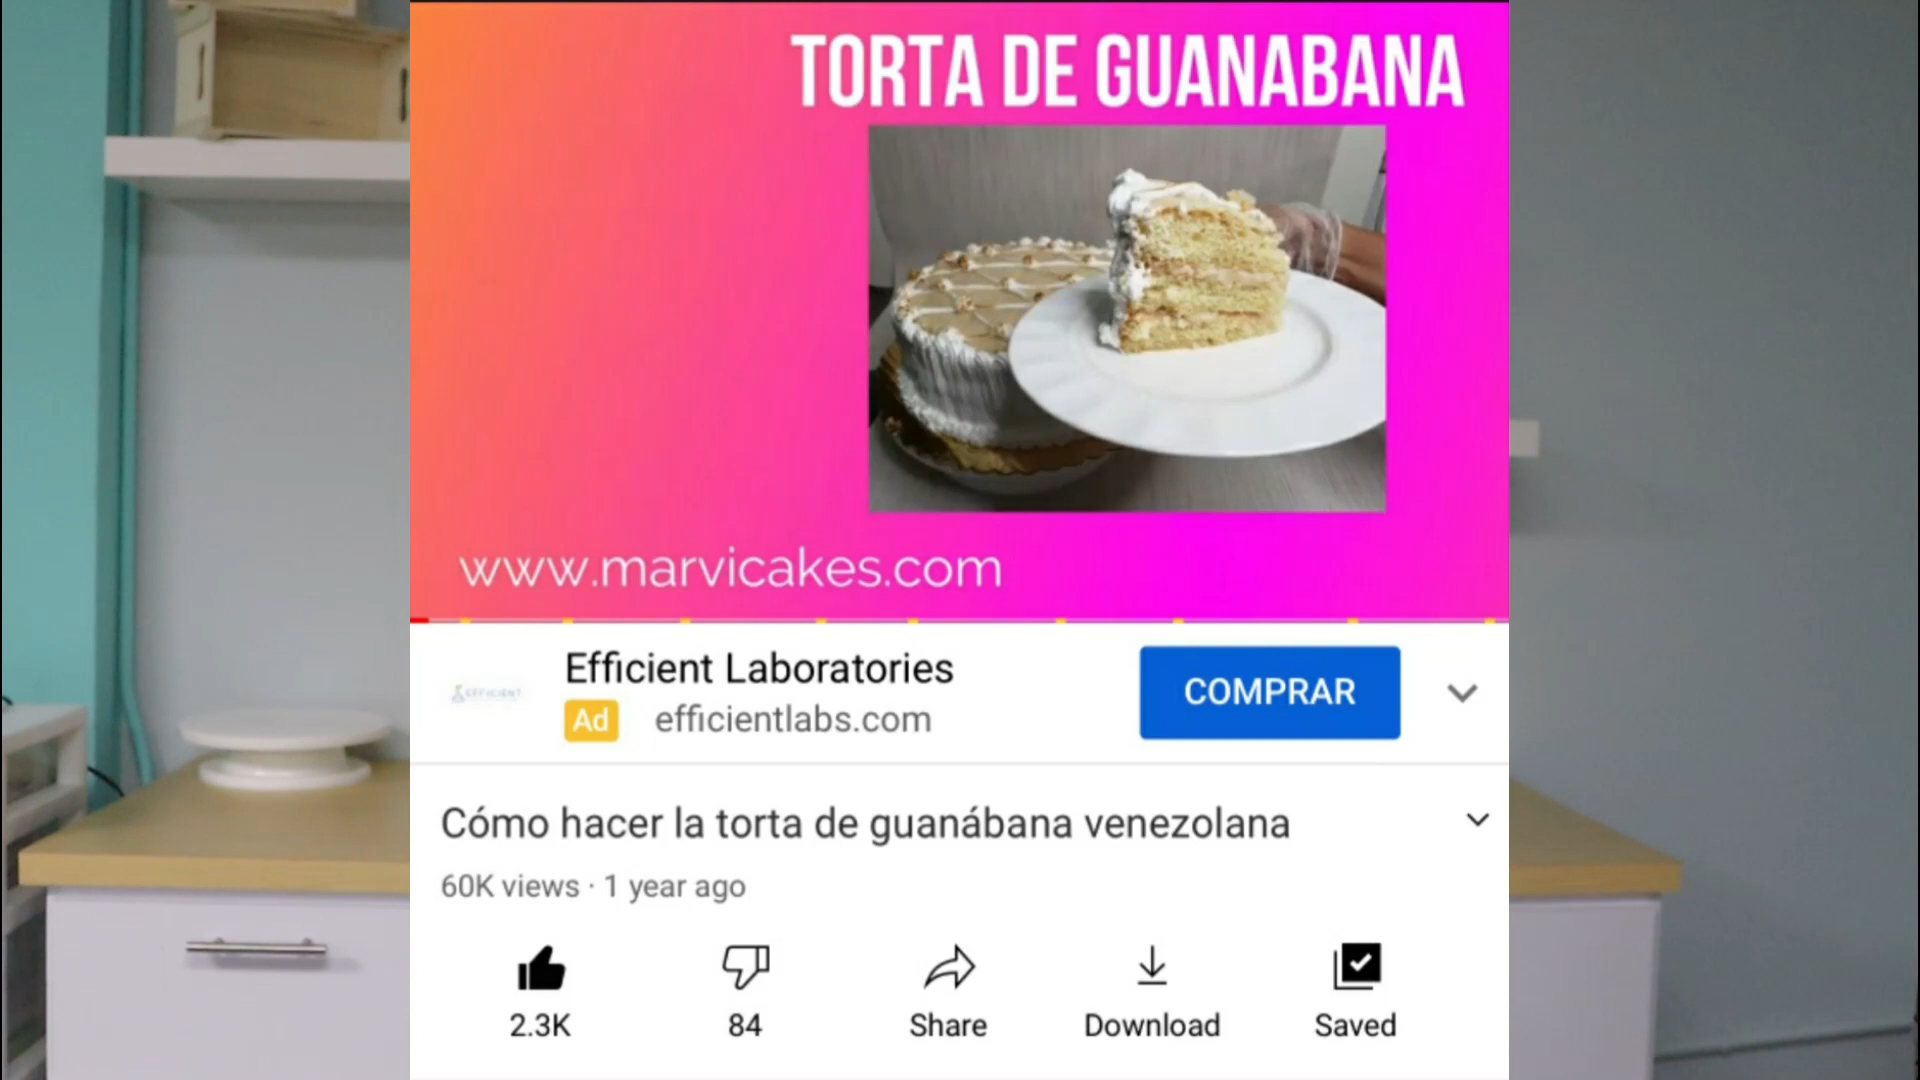 TORTA DE GUANABANA
www.marvicakes.com
Efficient Laboratories
EFFICIENT
Ad efficientlabs.com
COMPRAR
Cómo hacer la torta de guanábana venezolana
60K views · 1 year ago
2.3K
84
Share
Download
Saved